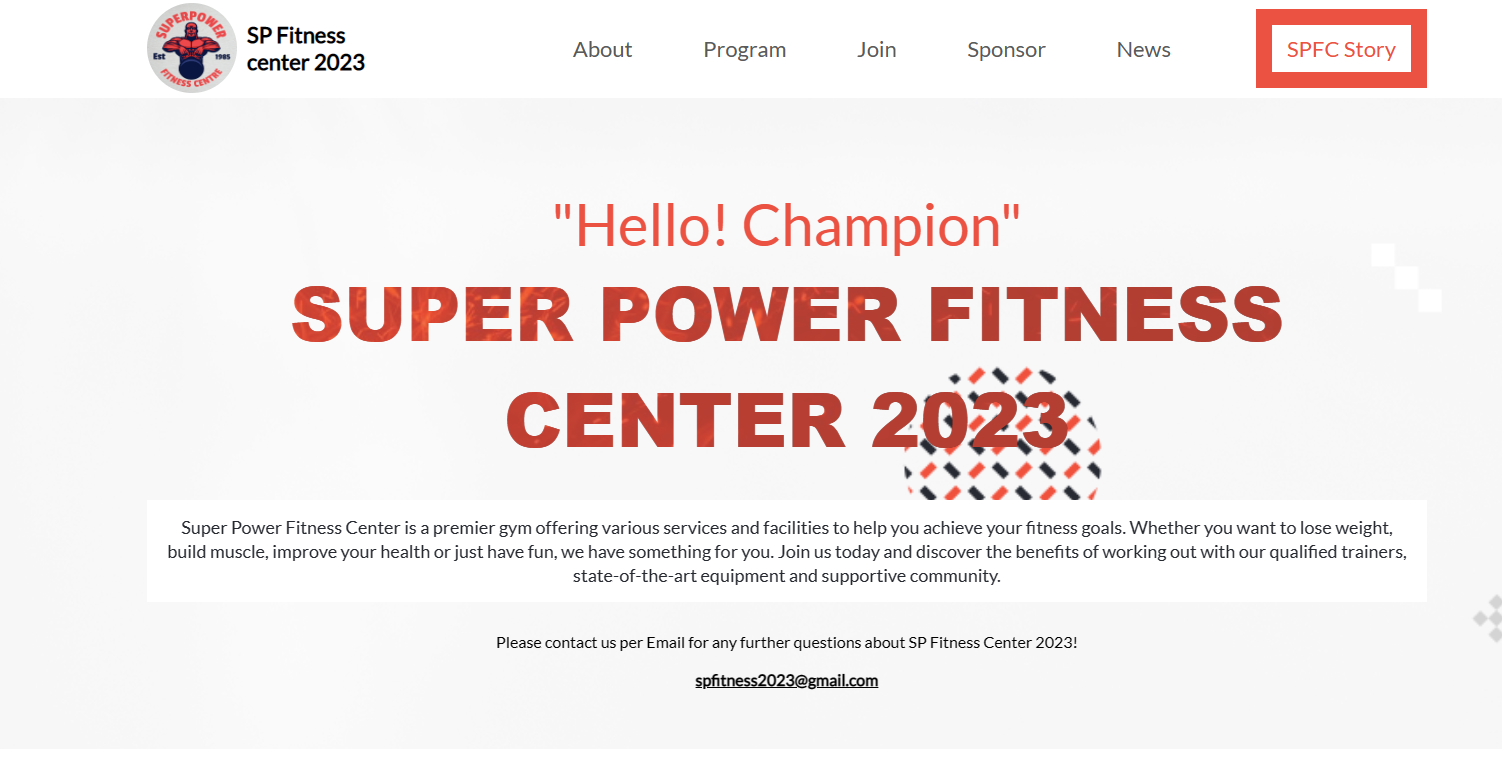 SUPERPOWER
Est 1985
FITNESS CENTRE
SP Fitness
center 2023
About
Program
Join
Sponsor
News
SPFC Story
"Hello! Champion"
SUPER POWER FITNESS
CENTER 2023
Super Power Fitness Center is a premier gym offering various services and facilities to help you achieve your fitness goals. Whether you want to lose weight,
build muscle, improve your health or just have fun, we have something for you. Join us today and discover the benefits of working out with our qualified trainers,
state-of-the-art equipment and supportive community.
Please contact us per Email for any further questions about SP Fitness Center 2023!
spfitness2023@gmail.com